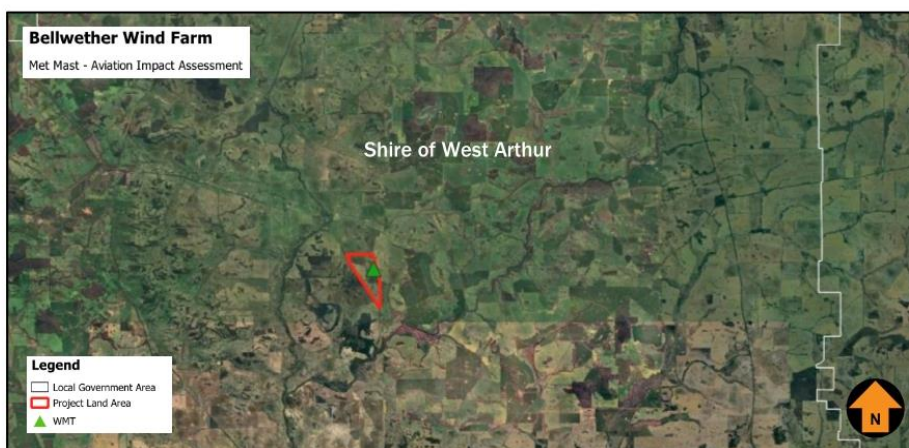 Bellwether Wind Farm
Met Mast - Aviation Impact Assessment
Shire of West Arthur
Legend
Local Government Area
Project Land Area
WMT
N